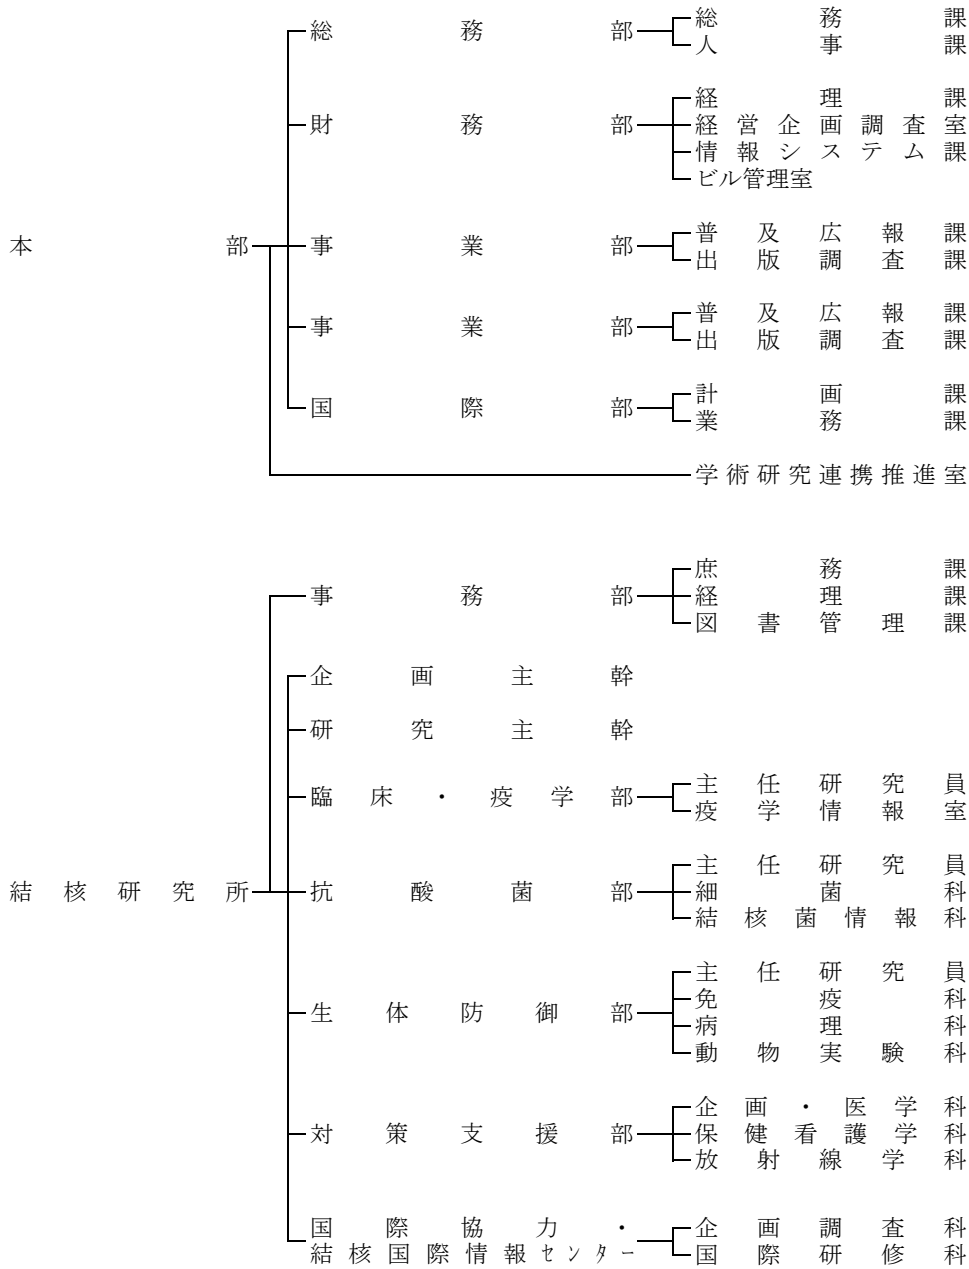 総務部
総務課
人事課
財務部
経理課
経営企画調査室
情報システム課
ビル管理室
本部
事業部
普及広報課
出版調査課
事業部
普及広報課
出版調査課
国際部
計画課
業務課
学術研究連携推進室
事務部
庶務課
経理課
図書管理課
企画主幹
研究主幹
臨床・疫学部
主任研究員
疫学情報室
結核研究所
抗酸菌部
主任研究員
細菌科
結核菌情報科
生体防御部
主任研究員
免疫科
病理科
動物実験科
対策支援部
企画・医学科
保健看護学科
放射線学科
国際協力・
結核国際情報センター
企画調査科
国際研修科